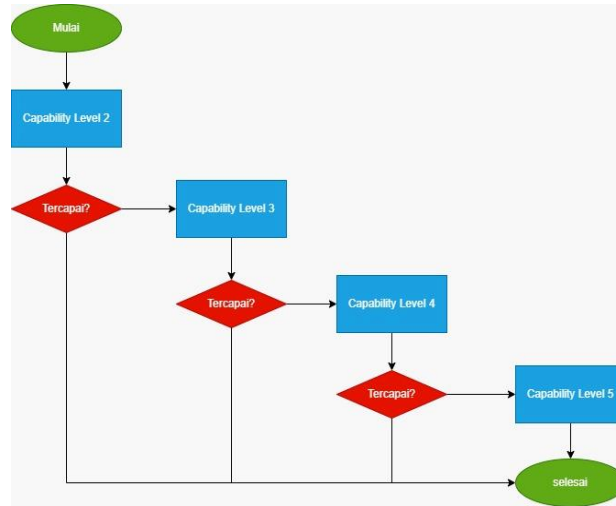 Mulai
Capability Level 2
Tercapai?
Capability Level 3
Tercapai?
Capability Level 4
Tercapai?
Capability Level 5
selesai